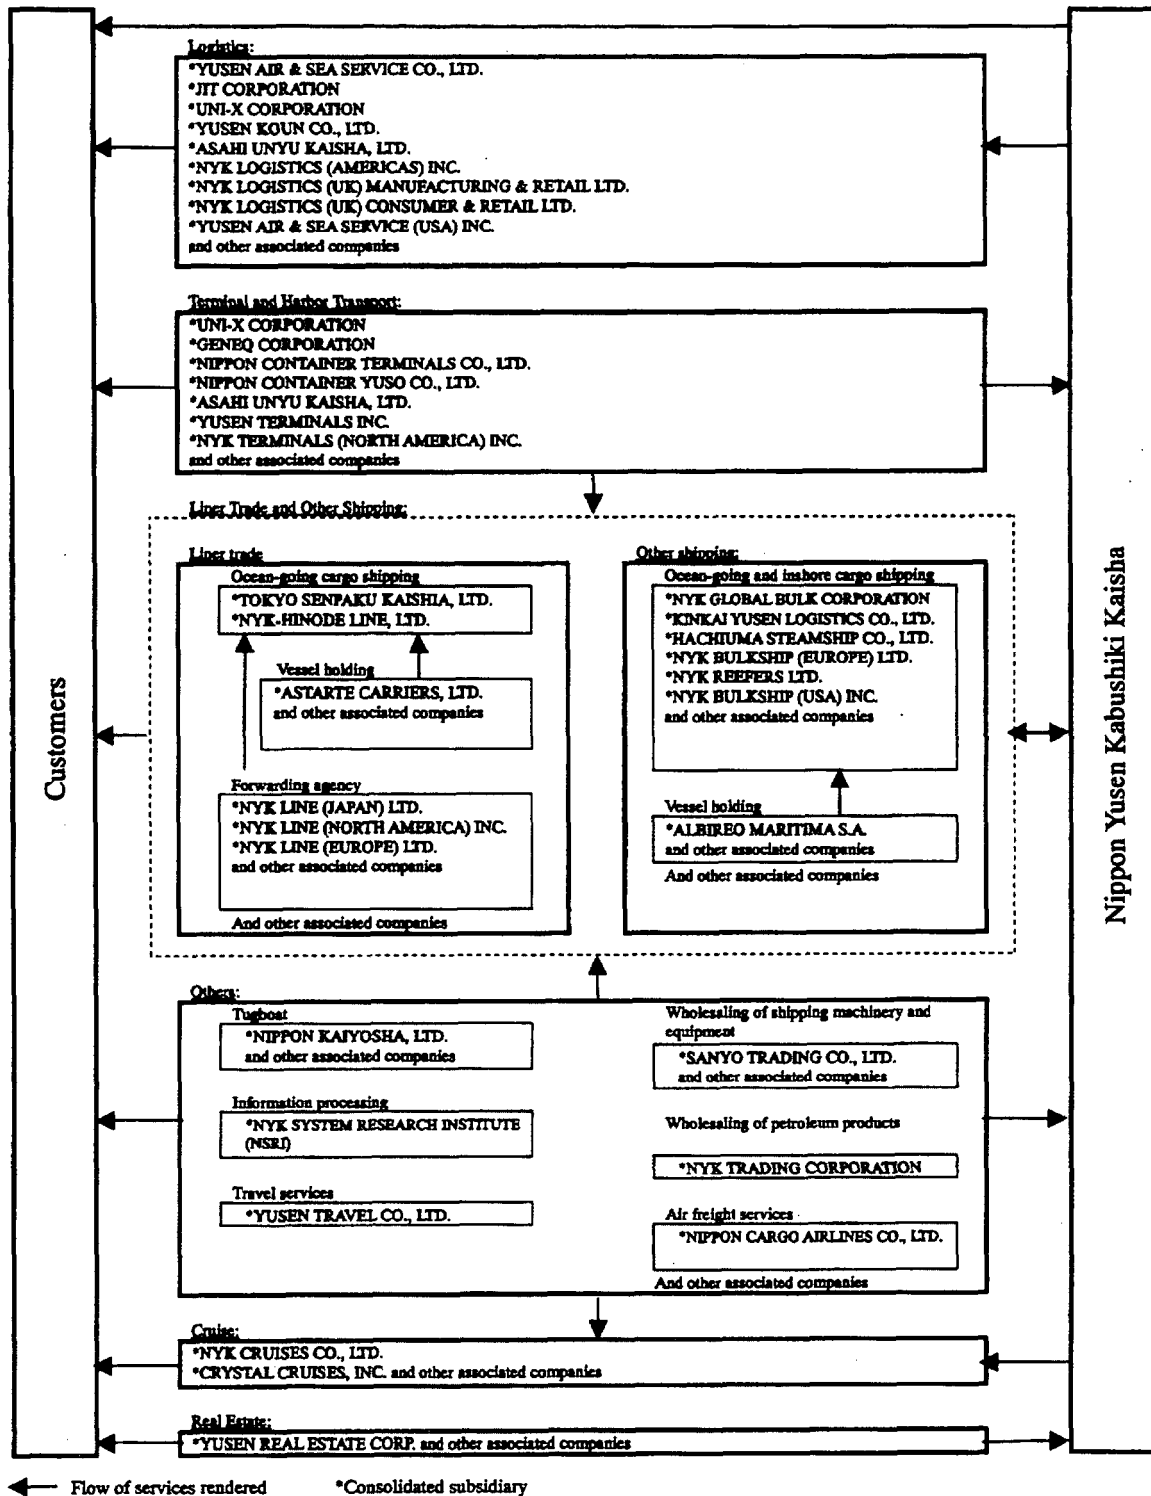 Logistics:
*YUSEN AIR & SEA SERVICE CO., LTD.
*JIT CORPORATION
*UNI-X CORPORATION
*YUSEN KOUN CO., LTD.
*ASAHI UNYU KAISHA, LTD.
*NYK LOGISTICS (AMERICAS) INC.
*NYK LOGISTICS (UK) MANUFACTURING & RETAIL LTD.
*NYK LOGISTICS (UK) CONSUMER & RETAIL LTD.
*YUSEN AIR & SEA SERVICE (USA) INC.
and other associated companies
Terminal and Harbor Transport:
*UNI-X CORPORATION
*GENEQ CORPORATION
*NIPPON CONTAINER TERMINALS CO., LTD.
*NIPPON CONTAINER YUSO CO., LTD.
*ASAHI UNYU KAISHA, LTD.
*YUSEN TERMINALS INC.
*NYK TERMINALS (NORTH AMERICA) INC.
and other associated companies
Liner Trade and Other Shipping:
Liner trade
Ocean-going cargo shipping
*TOKYO SENPAKU KAISHIA, LTD.
*NYK-HINODE LINE, LTD.
Vessel holding
*ASTARTE CARRIERS, LTD.
and other associated companies
Forwarding agency
*NYK LINE (JAPAN) LTD.
*NYK LINE (NORTH AMERICA) INC.
*NYK LINE (EUROPE) LTD.
and other associated companies
And other associated companies
Other shipping:
Ocean-going and inshore cargo shipping
*NYK GLOBAL BULK CORPORATION
*KINKAI YUSEN LOGISTICS CO., LTD.
*HACHIUMA STEAMSHIP CO., LTD.
*NYK BULKSHIP (EUROPE) LTD.
*NYK REEFERS LTD.
*NYK BULKSHIP (USA) INC.
and other associated companies
Vessel holding
*ALBIREO MARITIMA S.A.
and other associated companies
And other associated companies
Customers
Nippon Yusen Kabushiki Kaisha
Others:
Tugboat
*NIPPON KAIYOSHA, LTD.
and other associated companies
Information processing
*NYK SYSTEM RESEARCH INSTITUTE
(NSRI)
Travel services
*YUSEN TRAVEL CO., LTD.
Wholesaling of shipping machinery and
equipment
*SANYO TRADING CO., LTD.
and other associated companies
Wholesaling of petroleum products
*NYK TRADING CORPORATION
Air freight services
*NIPPON CARGO AIRLINES CO., LTD.
And other associated companies
Cruise:
*NYK CRUISES CO., LTD.
*CRYSTAL CRUISES, INC. and other associated companies
Real Estate:
*YUSEN REAL ESTATE CORP. and other associated companies
Flow of services rendered
*Consolidated subsidiary